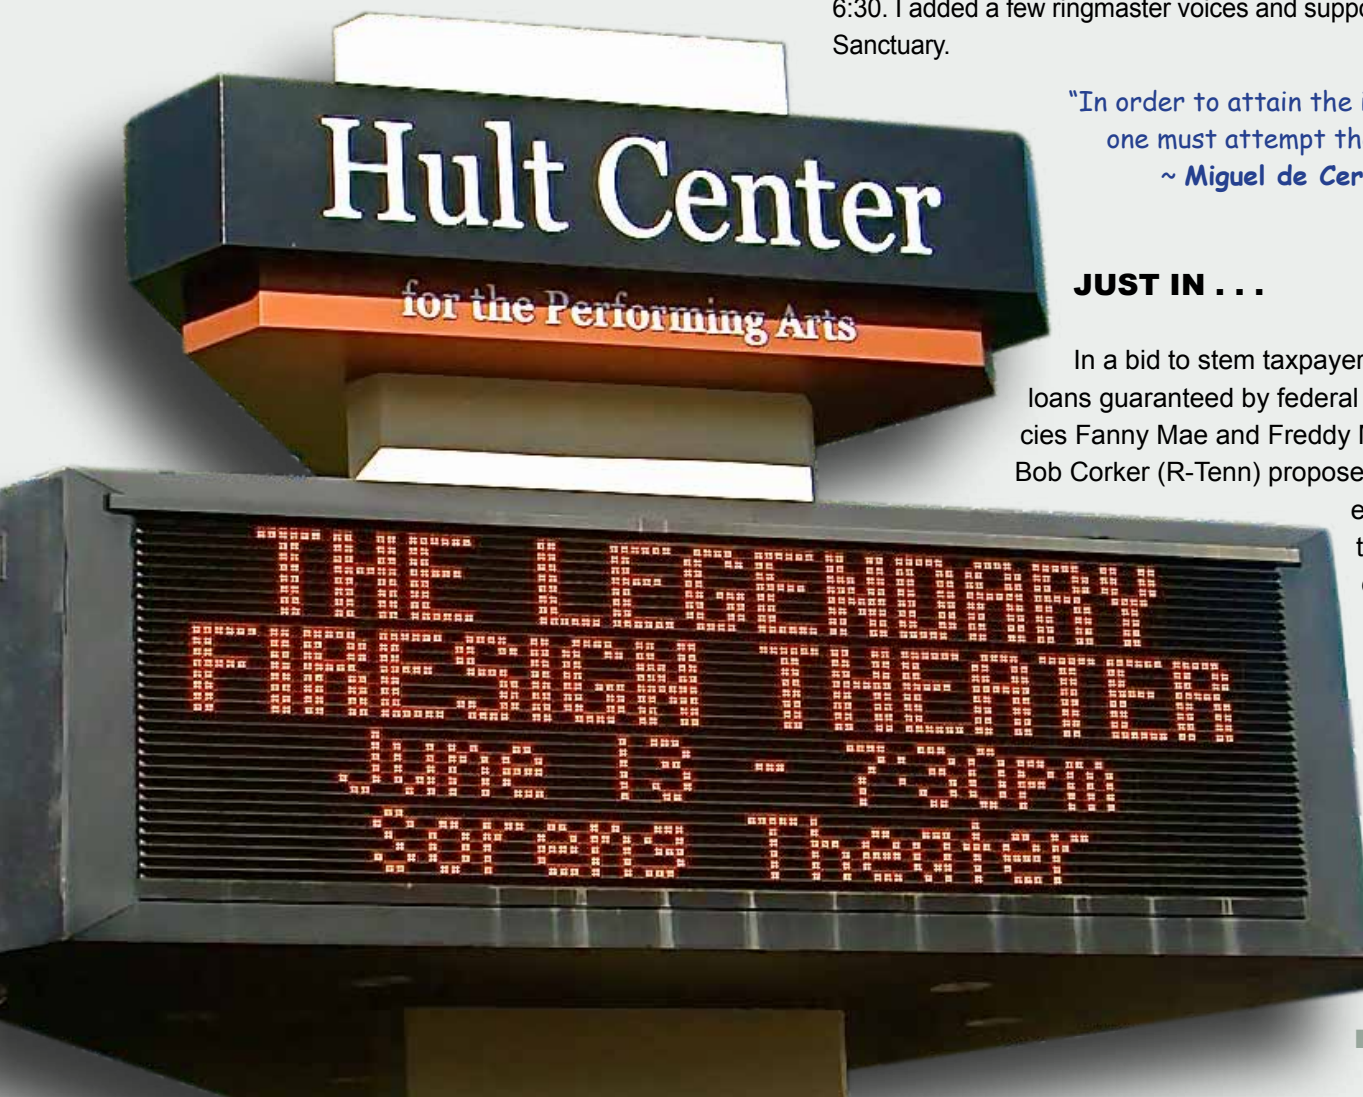 6:30. I added a few ringmaster voices and suppo
Sanctuary.
"In order to attain the i
one must attempt th
~ Miguel de Cer
JUST IN . . .
In a bid to stem taxpayer
loans guaranteed by federal
cies Fanny Mae and Freddy
Bob Corker (R-Tenn) propose
Hult Center
for the Performing Arts
THE LEGENDARY
FIRESIGN THEATER
June 13 - 7:30pm
Soreng Theater